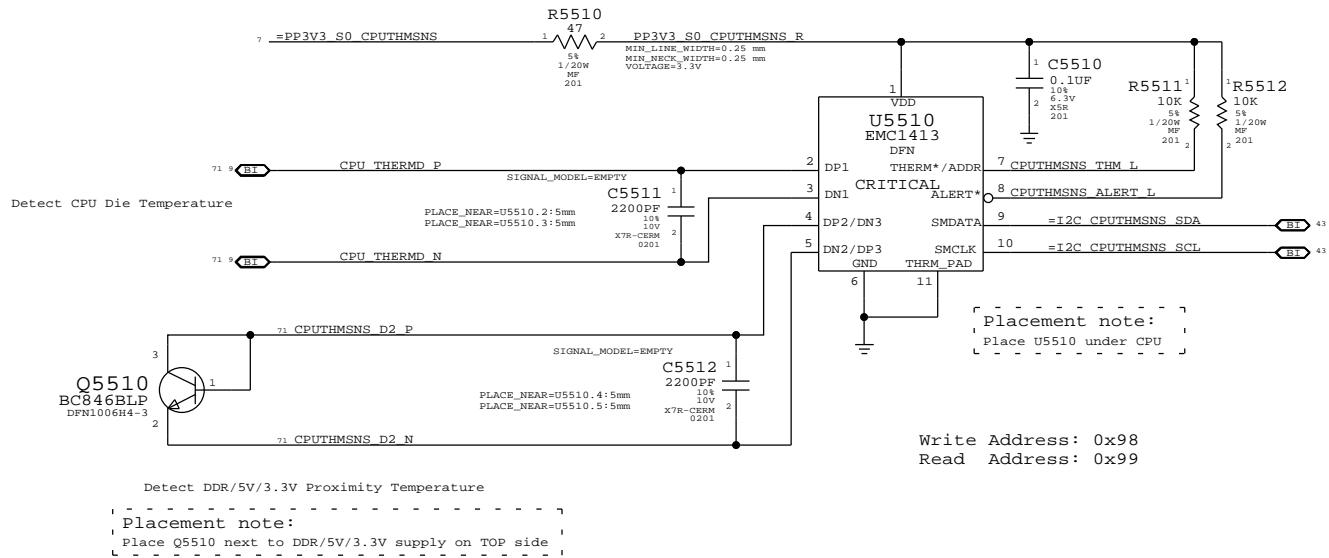 R5510
47
7 =PP3V3_S0_CPUTHMSNS 1 2 PP3V3_S0_CPUTHMSNS_R
5%
1/20W
MF
201
MIN_LINE_WIDTH=0.25 mm
MIN_NECK_WIDTH=0.25 mm
VOLTAGE=3.3V
1
C5510
0.1UF
10%
6.3V
X5R
201
2
R5511 1
10K
5%
1/20W
MF
201 2
1 R5512
10K
5%
1/20W
MF
2 201
1
VDD
U5510
EMC1413
DFN
CRITICAL
2 DP1
3 DN1
4 DP2/DN3
5 DN2/DP3
THERM*/ADDR 7 CPUTHMSNS_THM_L
ALERT* 8 CPUTHMSNS_ALERT_L
SMDATA 9 =I2C_CPUTHMSNS_SDA BI 43
SMCLK 10 =I2C_CPUTHMSNS_SCL BI 43
GND THRM_PAD
6 11
71 9 BI CPU_THERMD_P
SIGNAL_MODEL=EMPTY
Detect CPU Die Temperature
PLACE_NEAR=U5510.2:5mm
PLACE_NEAR=U5510.3:5mm
C5511 1
2200PF
10%
10V
X7R-CERM 2
0201
71 9 BI CPU_THERMD_N
Placement note:
Place U5510 under CPU
71 CPUTHMSNS_D2_P
SIGNAL_MODEL=EMPTY
3
Q5510 1
BC846BLP
DFN1006H4-3
2
PLACE_NEAR=U5510.4:5mm
PLACE_NEAR=U5510.5:5mm
C5512 1
2200PF
10%
10V
X7R-CERM 2
0201
71 CPUTHMSNS_D2_N
Write Address: 0x98
Read Address: 0x99
Detect DDR/5V/3.3V Proximity Temperature
Placement note:
Place Q5510 next to DDR/5V/3.3V supply on TOP side